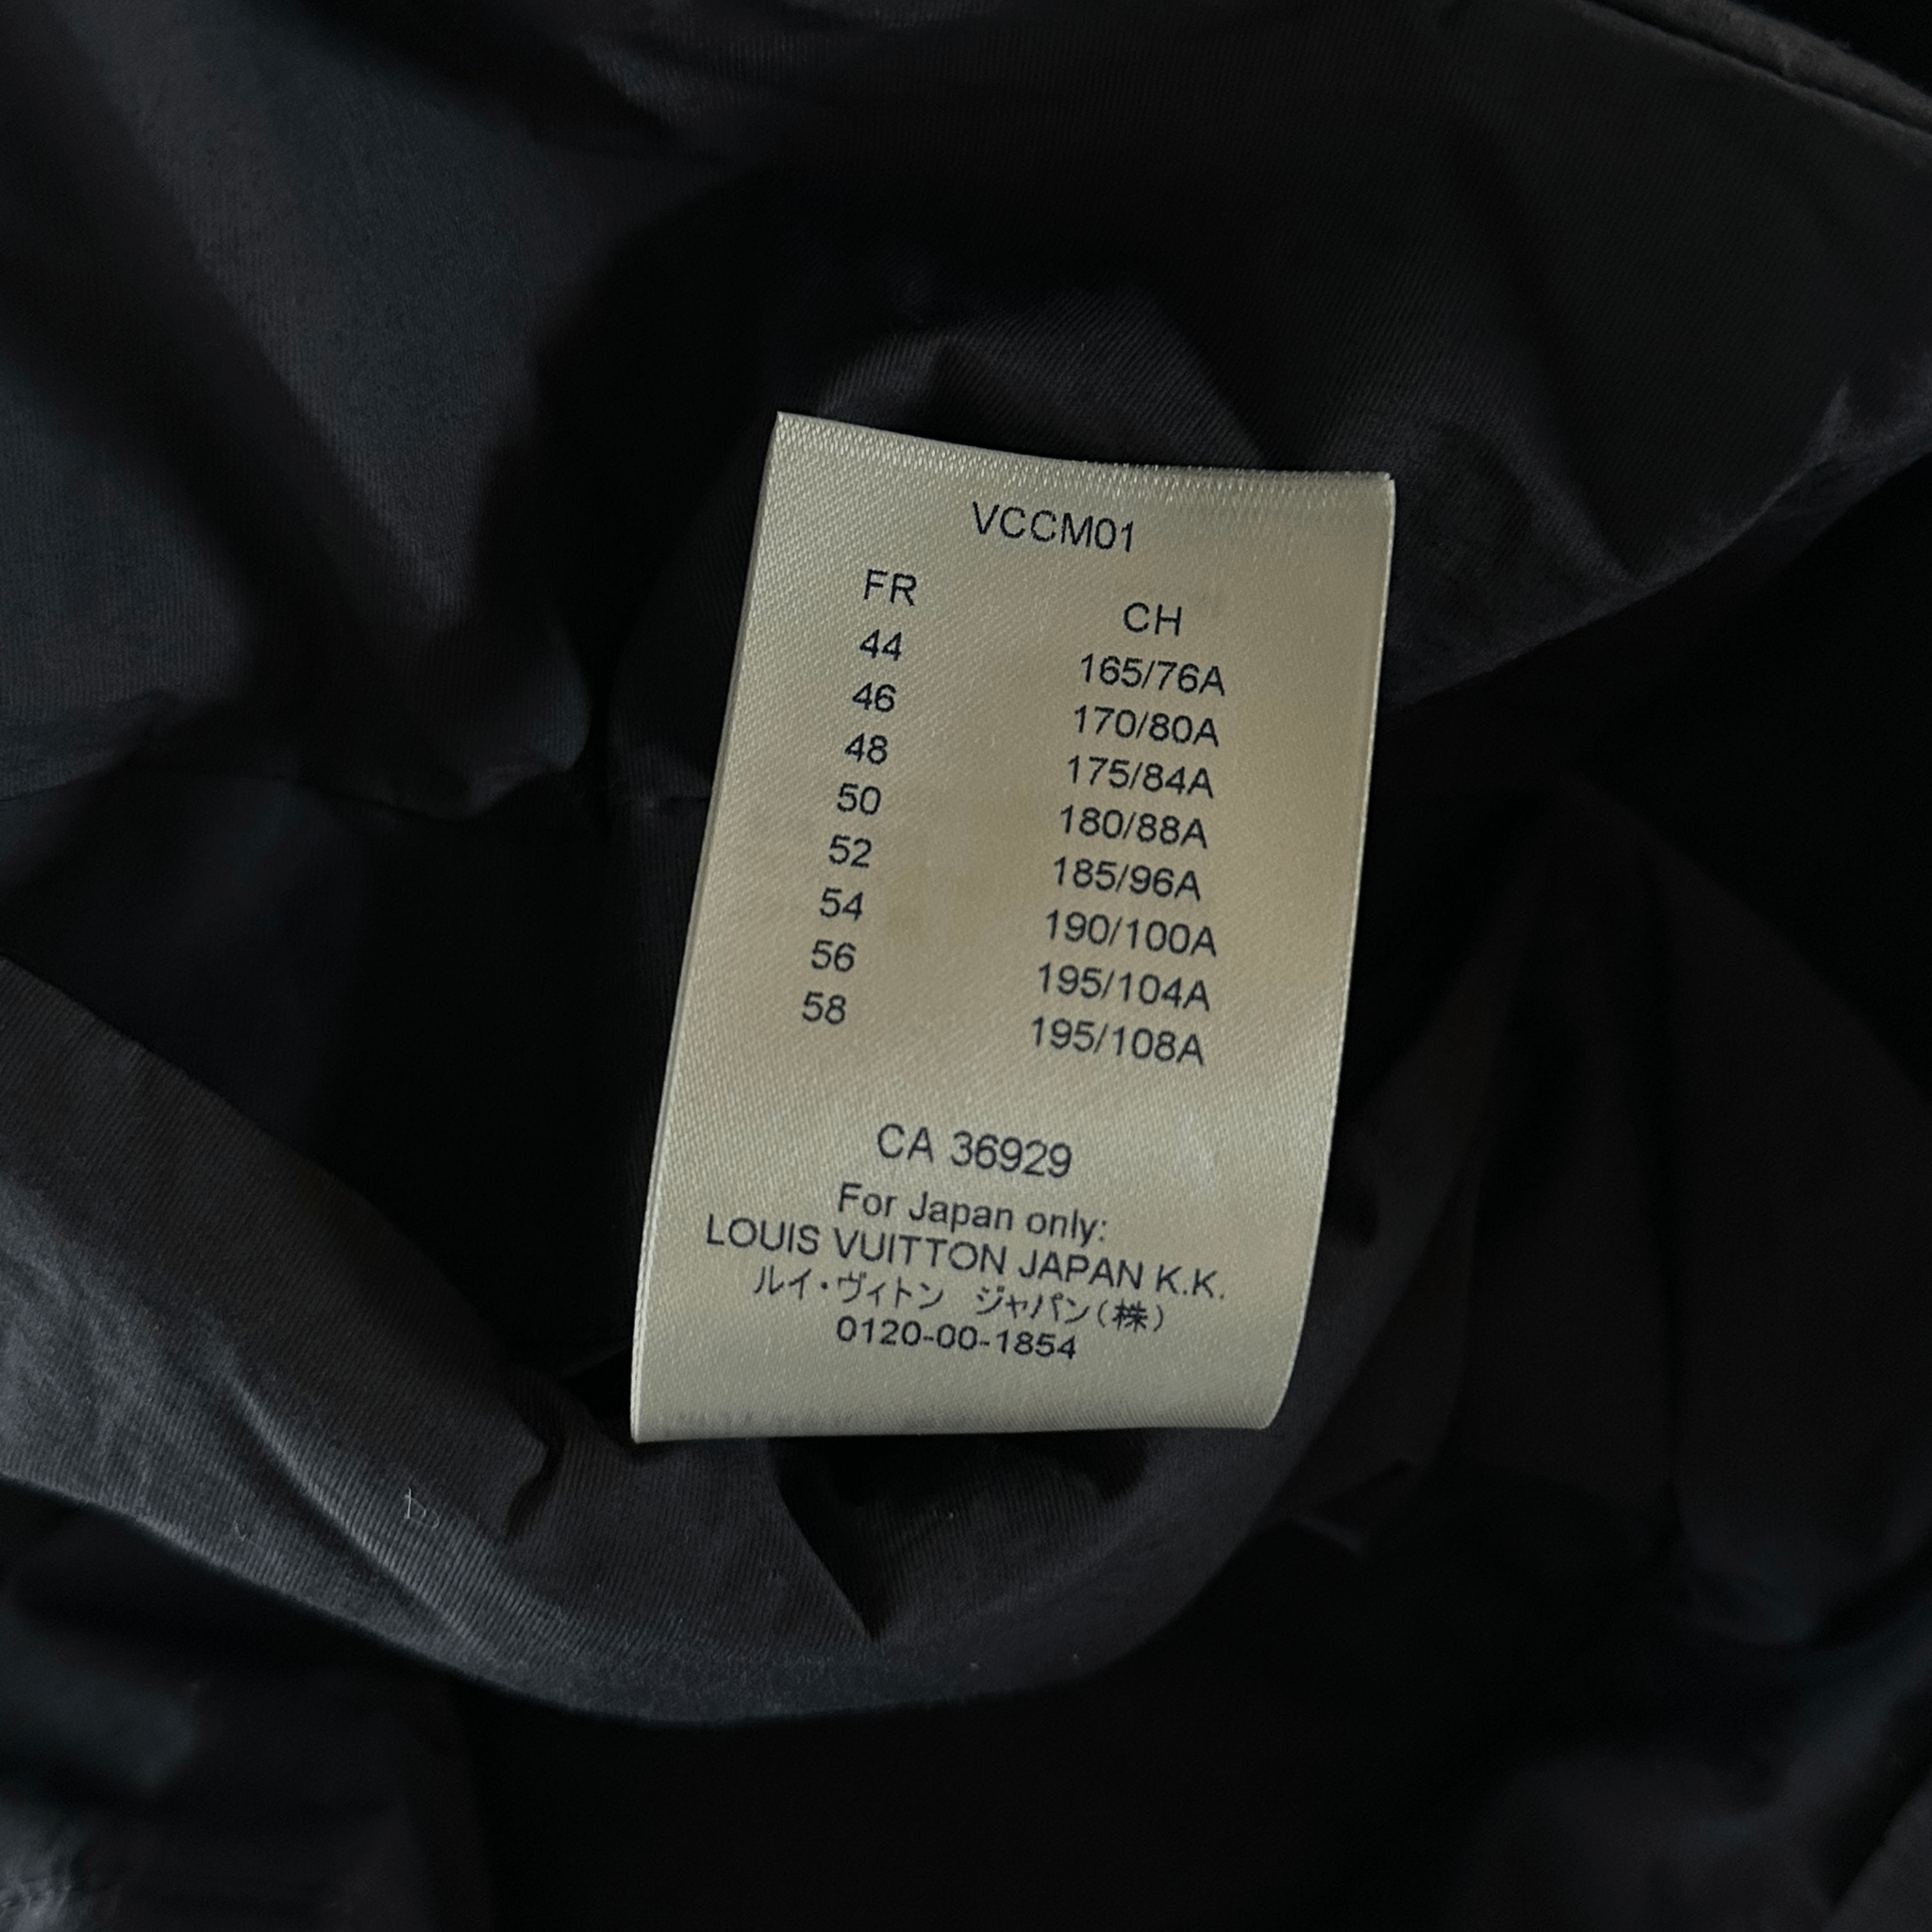 VCCM01
FR CH
44 165/76A
46 170/80A
48 175/84A
50 180/88A
52 185/96A
54 190/100A
56 195/104A
58 195/108A
CA 36929
For Japan only:
LOUIS VUITTON JAPAN K.K.
ルイ・ヴィトン ジャパン(株)
0120-00-1854